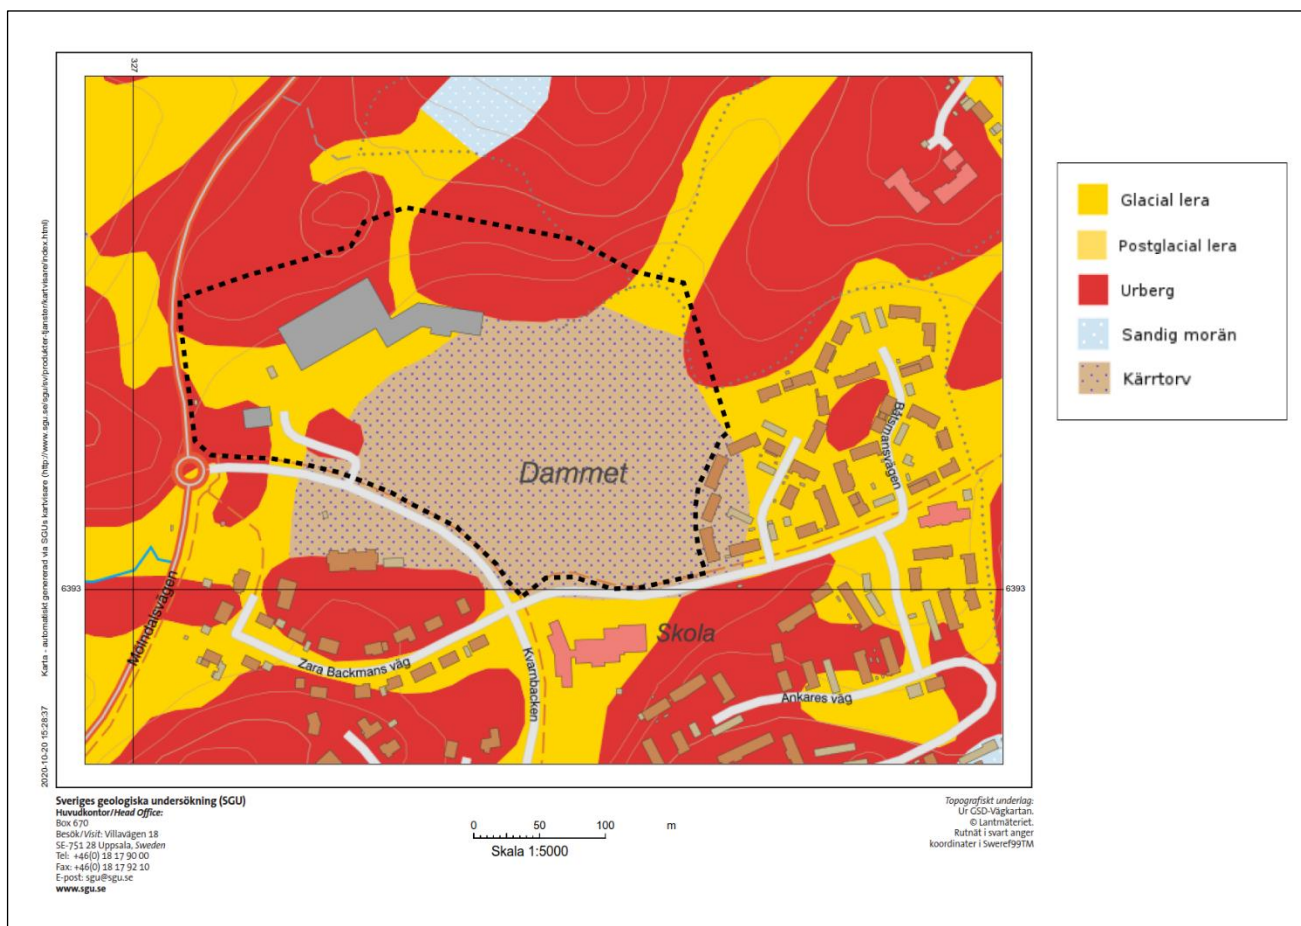 327
Glacial lera
Postglacial lera
Urberg
Sandig morän
Kärrtorv
Karta - automatiskt genererad via SGUs kartvisare (http://www.sgu.se/sgu/sv/produkter-tjanster/kartvisare/index.html)
2020-10-20 15:28:37
Dammet
Båtsmansvägen
6393
6393
Mölndalsvägen
Skola
Zara Backmans väg
Kvarnbacken
Ankares väg
Sveriges geologiska undersökning (SGU)
Huvudkontor/Head Office:
Box 670
Besök/Visit: Villavägen 18
SE-751 28 Uppsala, Sweden
Tel: +46(0) 18 17 90 00
Fax: +46(0) 18 17 92 10
E-post: sgu@sgu.se
www.sgu.se
0 50 100 m
Skala 1:5000
Topografiskt underlag:
Ur GSD-Vägkartan.
© Lantmäteriet.
Rutnät i svart anger
koordinater i Sweref99TM